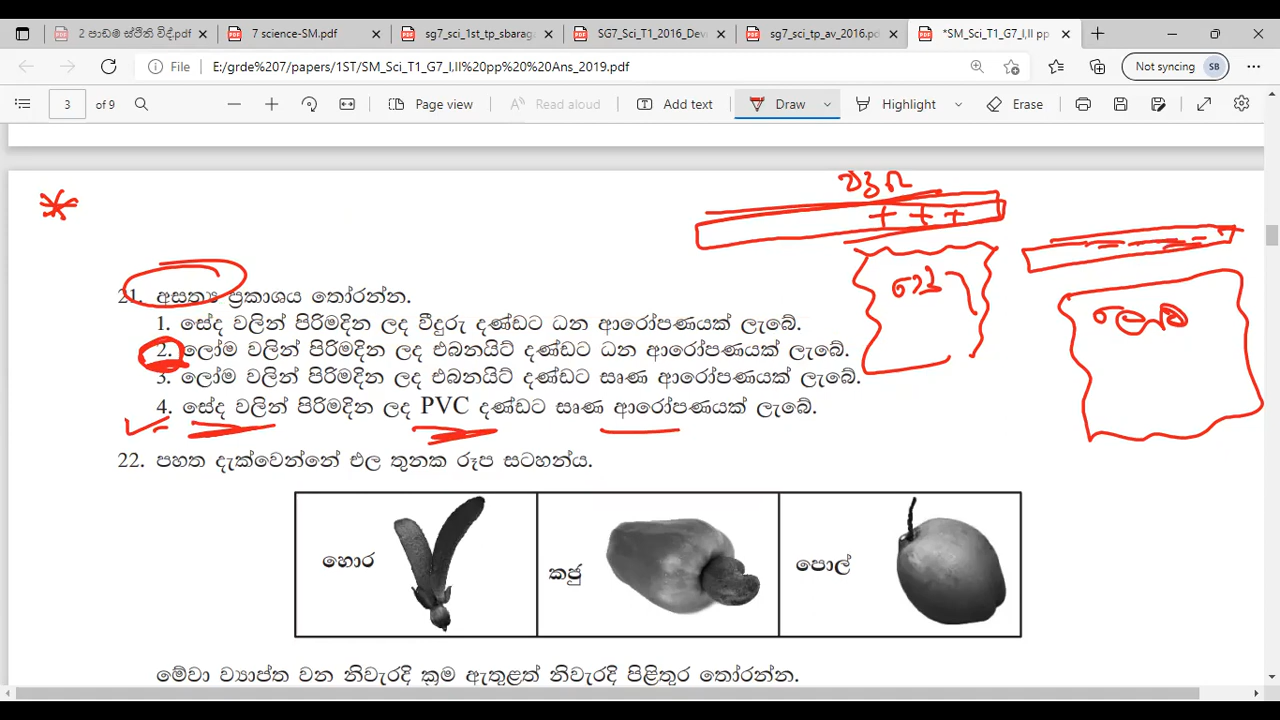 2 පාඩම ස්ථිති විද්.pdf
7 science-SM.pdf
sg7_sci_1st_tp_sbaraga
SG7_Sci_T1_2016_Dev
sg7_sci_tp_av_2016.pd
*SM_Sci_T1_G7_I,II pp
File E:/grde%207/papers/1ST/SM_Sci_T1_G7_I,II%20pp%20%20Ans_2019.pdf
Not syncing SB
3 of 9
Page view
Read aloud
Add text
Draw
Highlight
Erase
21. අසත්‍ය ප්‍රකාශය තෝරන්න.
1. සේද වලින් පිරිමදින ලද වීදුරු දණ්ඩට ධන ආරෝපණයක් ලැබේ.
2. ලෝම වලින් පිරිමදින ලද එබනයිට් දණ්ඩට ධන ආරෝපණයක් ලැබේ.
3. ලෝම වලින් පිරිමදින ලද එබනයිට් දණ්ඩට සෘණ ආරෝපණයක් ලැබේ.
4. සේද වලින් පිරිමදින ලද PVC දණ්ඩට සෘණ ආරෝපණයක් ලැබේ.
+ + +
22. පහත දැක්වෙන්නේ ඵල තුනක රූප සටහන්ය.
හොර
කජු
පොල්
මේවා ව්‍යාප්ත වන නිවැරදි ක්‍රම ඇතුළත් නිවැරදි පිළිතුර තෝරන්න.